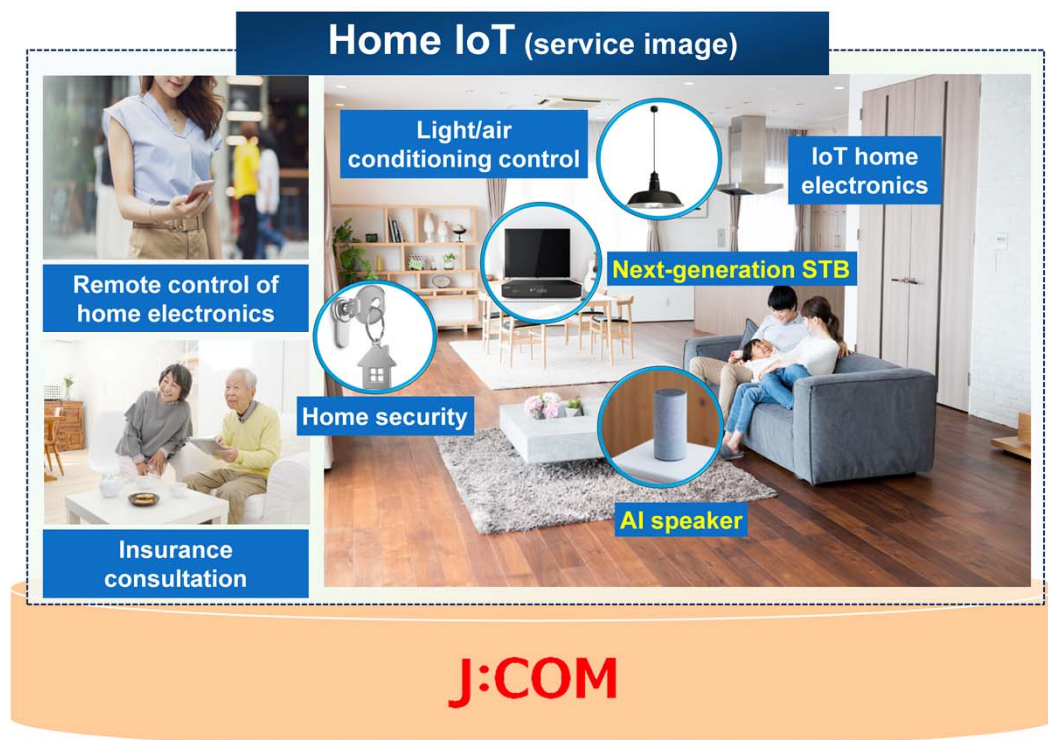 Home IoT (service image)
Light/air
conditioning control
IoT home
electronics
Next-generation STB
Remote control of
home electronics
Home security
AI speaker
Insurance
consultation
J:COM